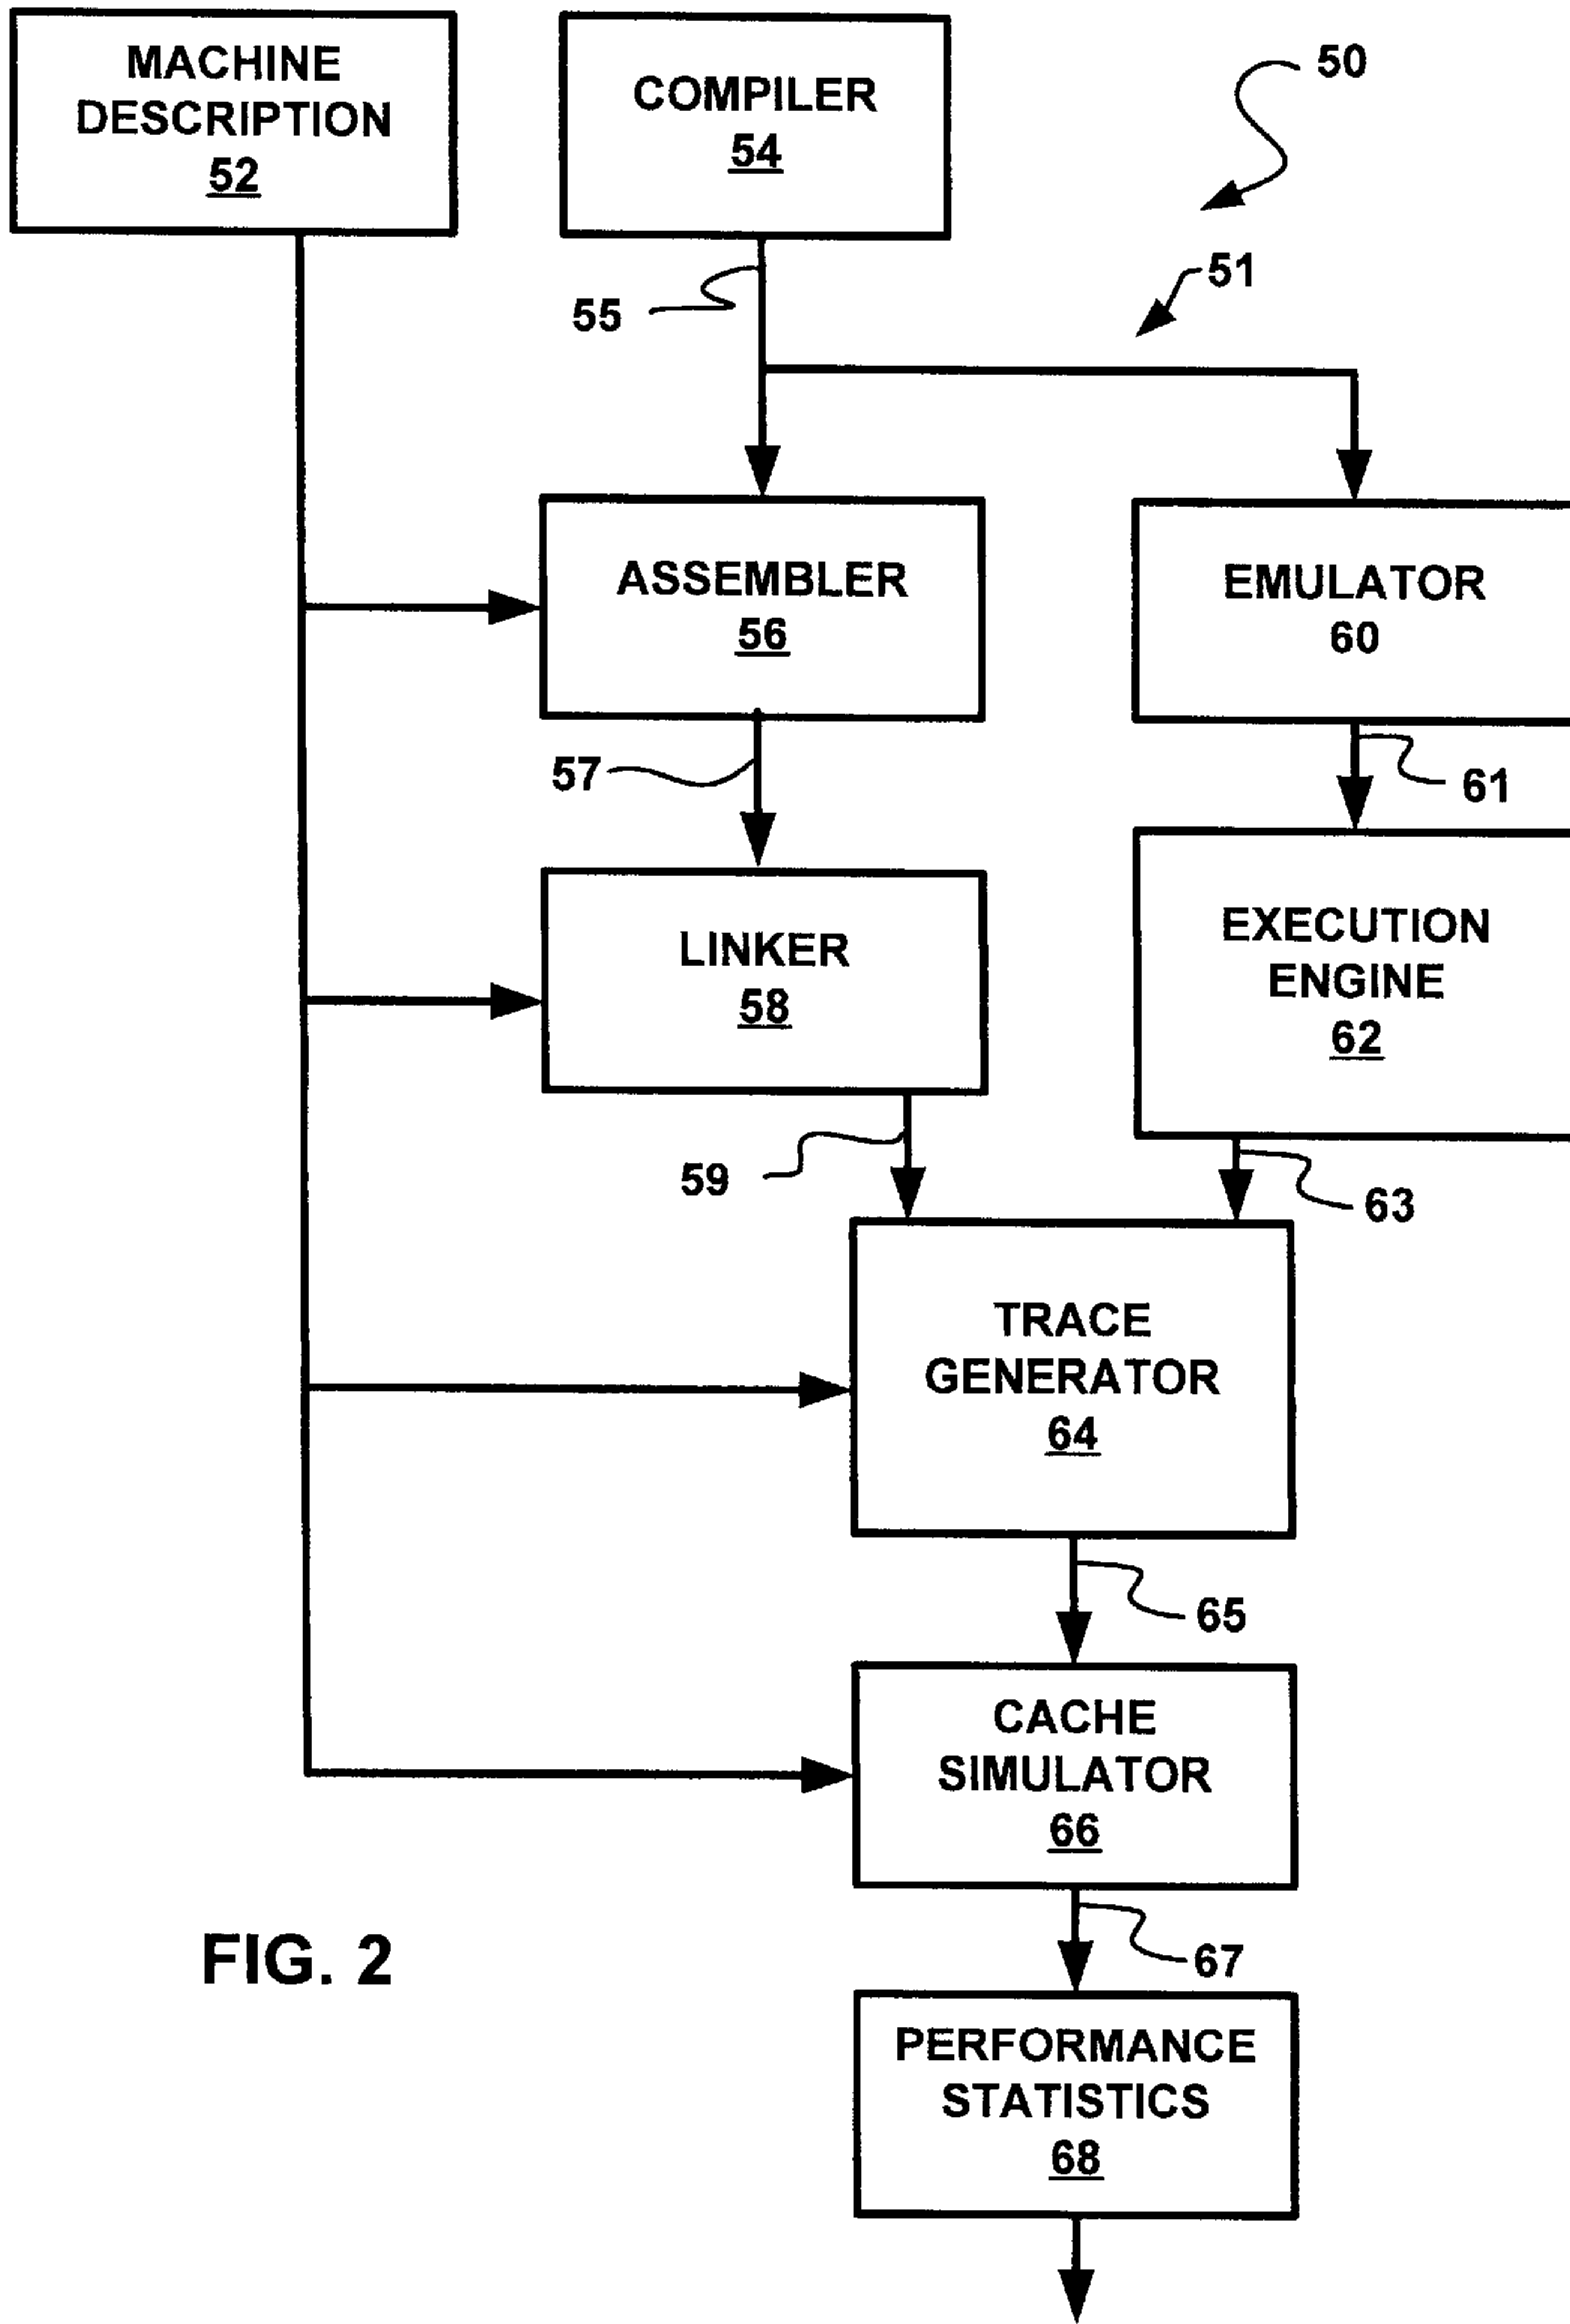 MACHINE
DESCRIPTION
52
COMPILER
54
50
51
55
ASSEMBLER
56
EMULATOR
60
57
61
LINKER
58
EXECUTION
ENGINE
62
59
63
TRACE
GENERATOR
64
65
CACHE
SIMULATOR
66
67
FIG. 2
PERFORMANCE
STATISTICS
68